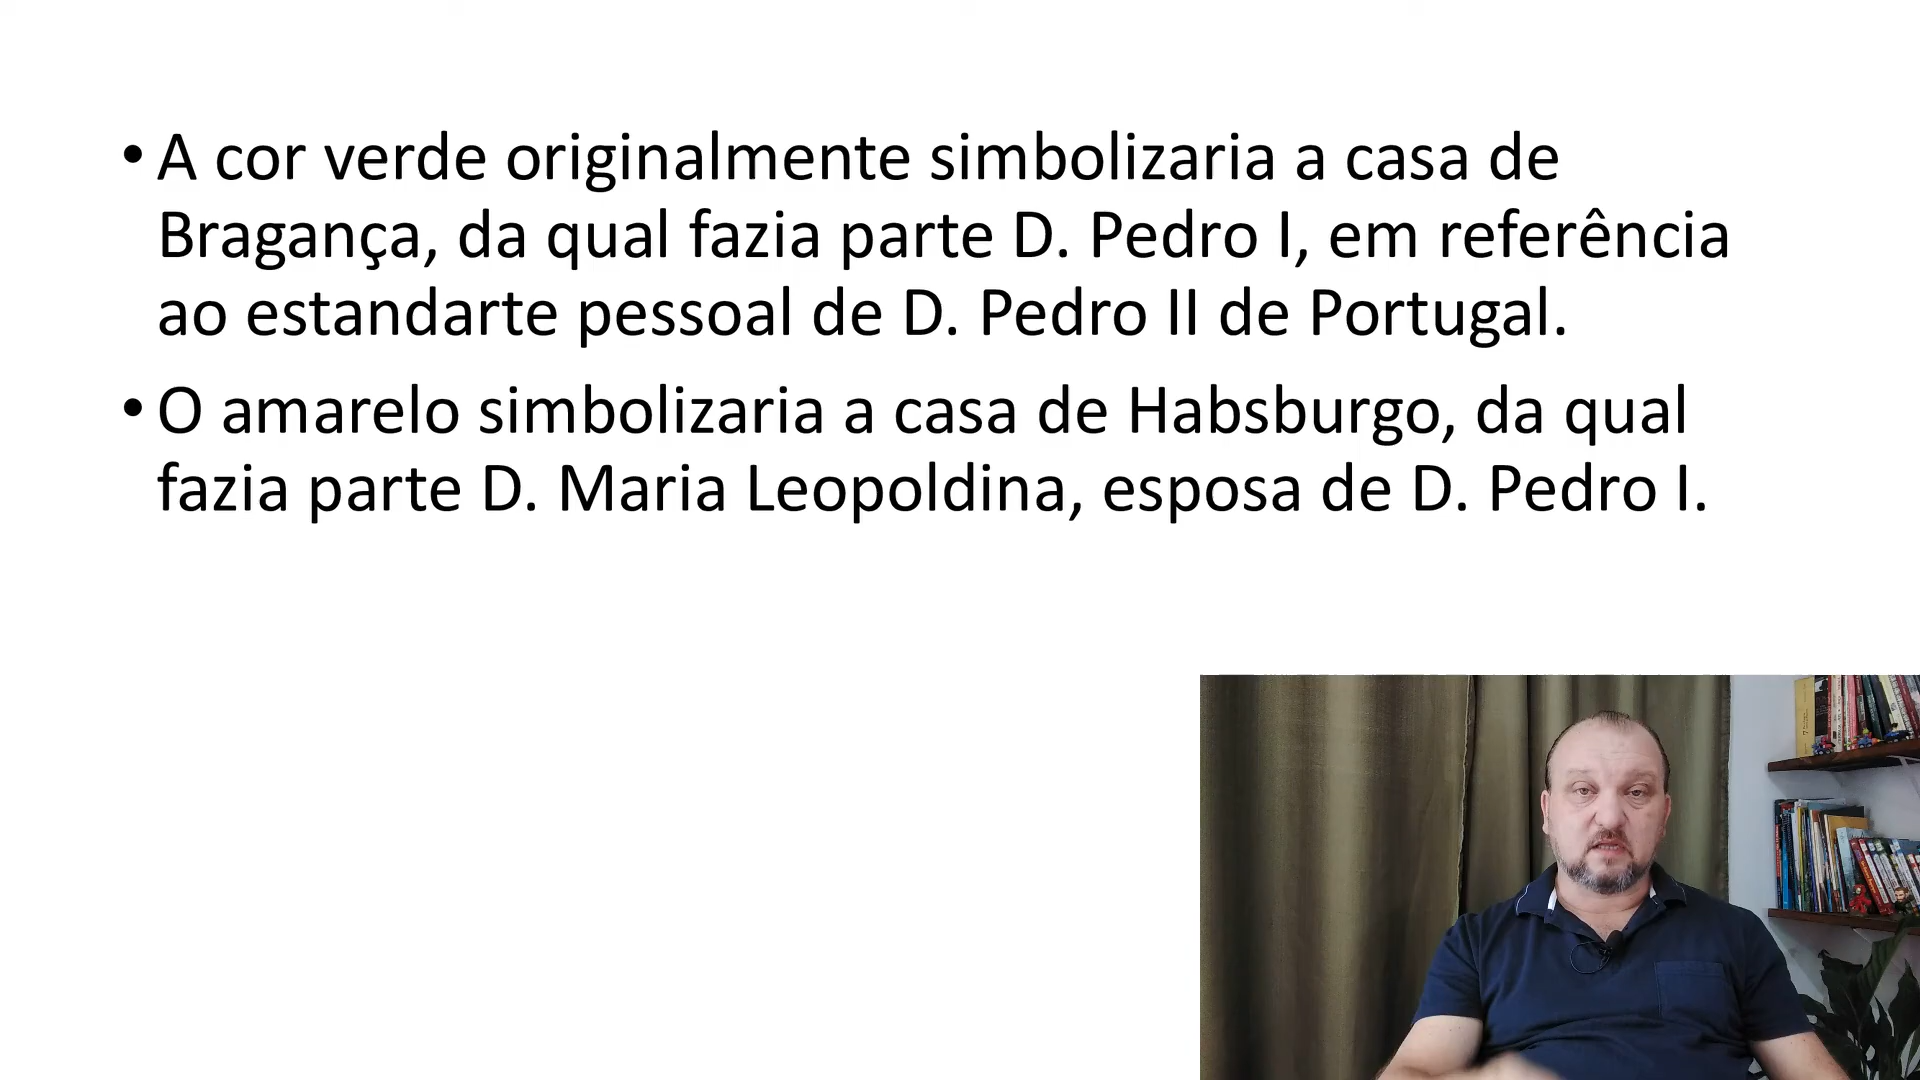 • A cor verde originalmente simbolizaria a casa de
Bragança, da qual fazia parte D. Pedro I, em referência
ao estandarte pessoal de D. Pedro II de Portugal.
• O amarelo simbolizaria a casa de Habsburgo, da qual
fazia parte D. Maria Leopoldina, esposa de D. Pedro I.